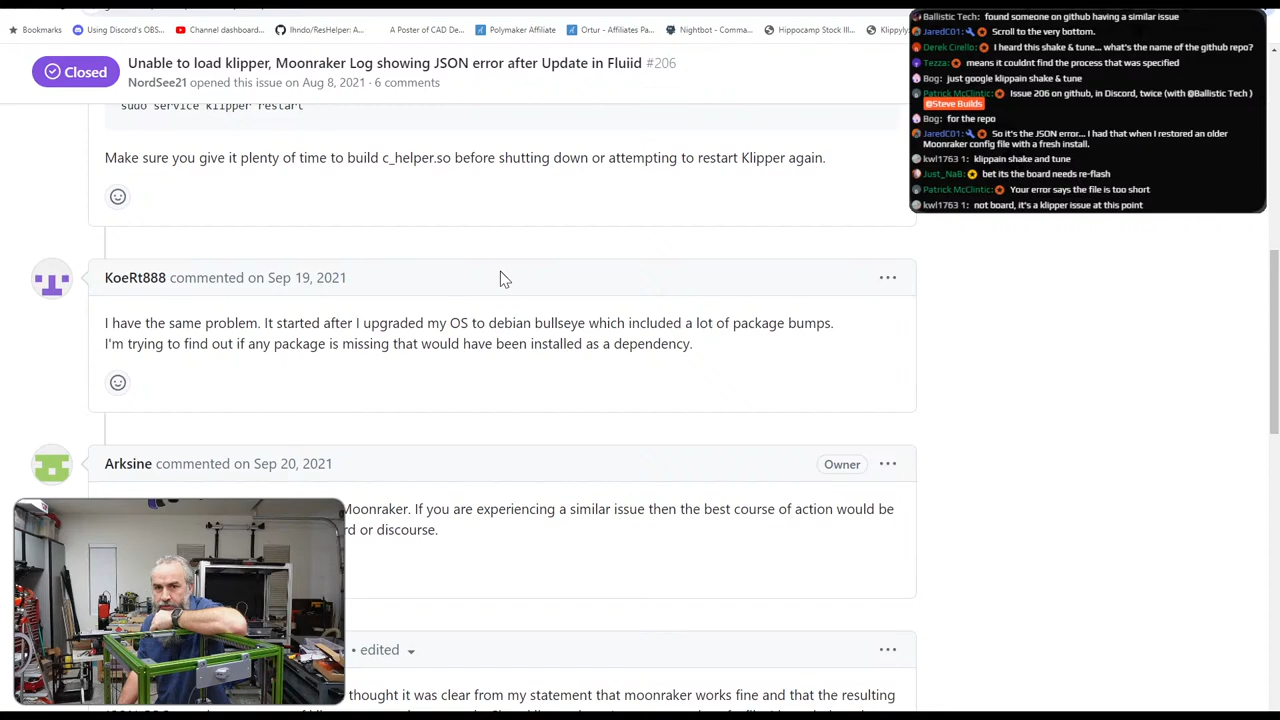 Bookmarks
Using Discord's OBS...
Channel dashboard...
lhndo/ResHelper: A...
A Poster of CAD De...
Polymaker Affiliate
Ortur - Affiliates Pa...
Nightbot - Comma...
Hippocamp Stock Ill...
Closed
Unable to load klipper, Moonraker Log showing JSON error after Update in Fluiid #206
NordSee21 opened this issue on Aug 8, 2021 · 6 comments
sudo service klipper restart
Make sure you give it plenty of time to build c_helper.so before shutting down or attempting to restart Klipper again.
KoeRt888 commented on Sep 19, 2021
I have the same problem. It started after I upgraded my OS to debian bullseye which included a lot of package bumps.
I'm trying to find out if any package is missing that would have been installed as a dependency.
Arksine commented on Sep 20, 2021
Owner
Moonraker. If you are experiencing a similar issue then the best course of action would be
rd or discourse.
• edited
thought it was clear from my statement that moonraker works fine and that the resulting
Ballistic Tech: found someone on github having a similar issue
JaredC01: Scroll to the very bottom.
Derek Cirello: I heard this shake & tune... what's the name of the github repo?
Tezza: means it couldnt find the process that was specified
Bog: just google klippain shake & tune
Patrick McClintic: Issue 206 on github, in Discord, twice (with @Ballistic Tech )
@Steve Builds
Bog: for the repo
JaredC01: So it's the JSON error... I had that when I restored an older
Moonraker config file with a fresh install.
kwl1763 1: klippain shake and tune
Just_NaB: bet its the board needs re-flash
Patrick McClintic: Your error says the file is too short
kwl1763 1: not board, it's a klipper issue at this point